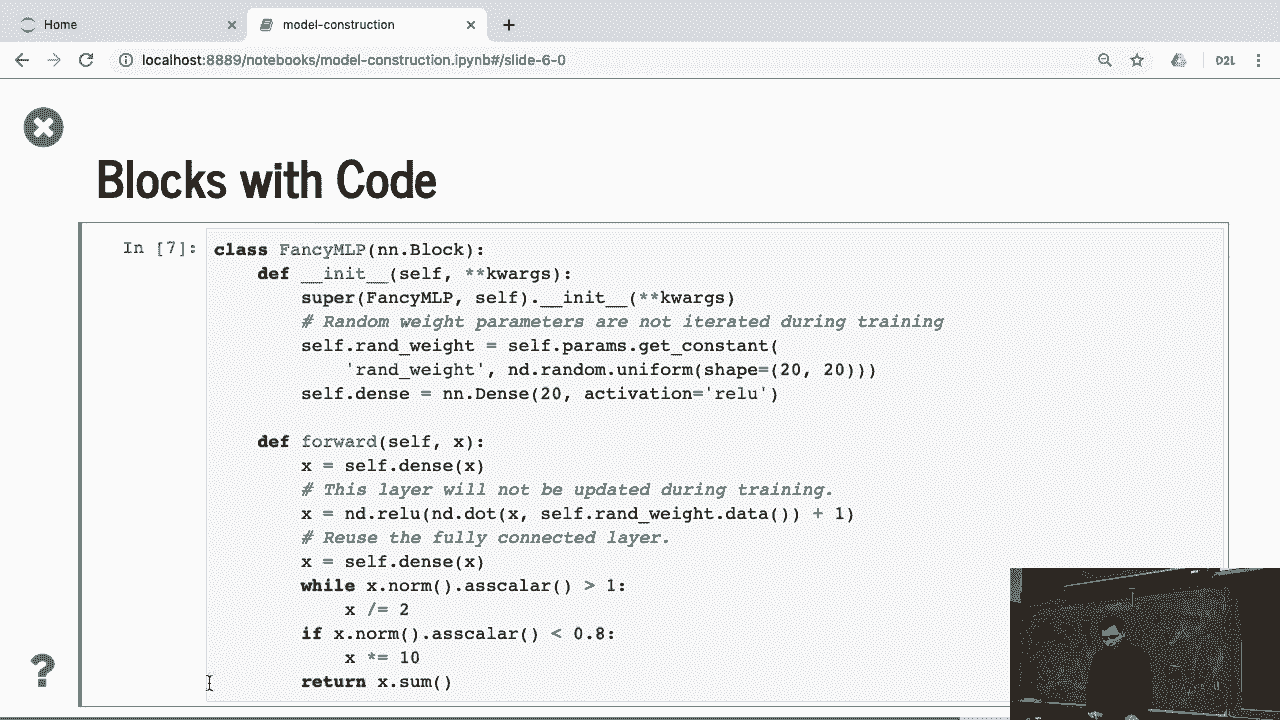 Home
model-construction
localhost:8889/notebooks/model-construction.ipynb#/slide-6-0
D2L
Blocks with Code
In [7]:
class FancyMLP(nn.Block):
    def __init__(self, **kwargs):
        super(FancyMLP, self).__init__(**kwargs)
        # Random weight parameters are not iterated during training
        self.rand_weight = self.params.get_constant(
            'rand_weight', nd.random.uniform(shape=(20, 20)))
        self.dense = nn.Dense(20, activation='relu')
    def forward(self, x):
        x = self.dense(x)
        # This layer will not be updated during training.
        x = nd.relu(nd.dot(x, self.rand_weight.data()) + 1)
        # Reuse the fully connected layer.
        x = self.dense(x)
        while x.norm().asscalar() > 1:
            x /= 2
        if x.norm().asscalar() < 0.8:
            x *= 10
        return x.sum()
?